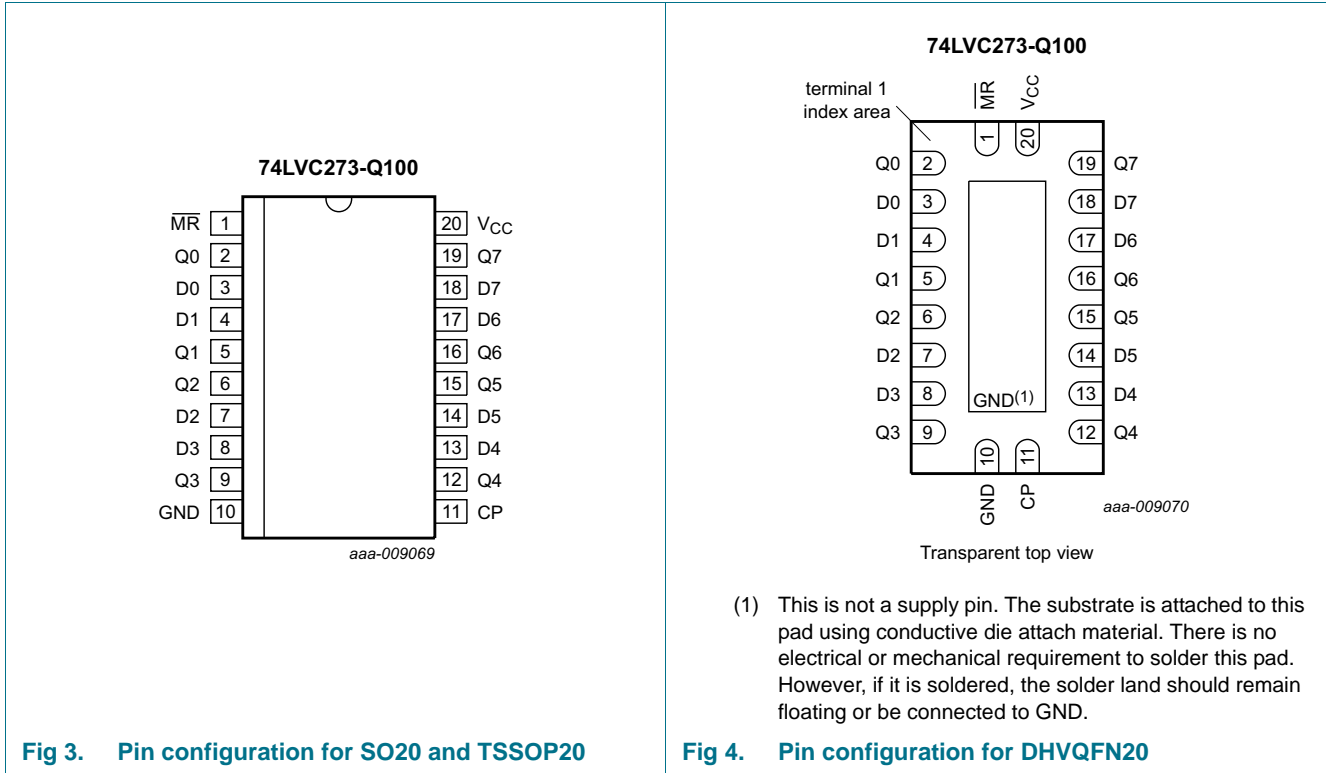 74LVC273-Q100
MR 1
Q0 2
D0 3
D1 4
Q1 5
Q2 6
D2 7
D3 8
Q3 9
GND 10
20 VCC
19 Q7
18 D7
17 D6
16 Q6
15 Q5
14 D5
13 D4
12 Q4
11 CP
aaa-009069
Fig 3. Pin configuration for SO20 and TSSOP20
74LVC273-Q100
terminal 1
index area
MR
VCC
1
20
Q0 2
D0 3
D1 4
Q1 5
Q2 6
D2 7
D3 8
Q3 9
19 Q7
18 D7
17 D6
16 Q6
15 Q5
14 D5
13 D4
12 Q4
GND(1)
10
11
GND
CP
aaa-009070
Transparent top view
(1) This is not a supply pin. The substrate is attached to this
pad using conductive die attach material. There is no
electrical or mechanical requirement to solder this pad.
However, if it is soldered, the solder land should remain
floating or be connected to GND.
Fig 4. Pin configuration for DHVQFN20